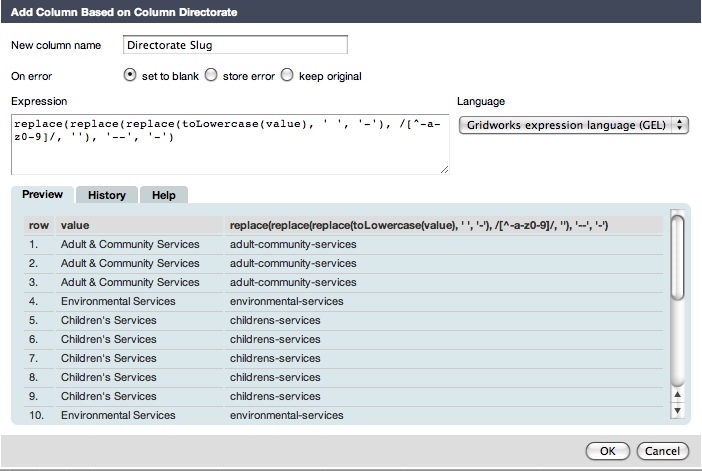 Add Column Based on Column Directorate
New column name Directorate Slug
On error set to blank store error keep original
Expression Language
replace(replace(replace(toLowercase(value), ' ', '-'), /[^-a-
z0-9]/, ''), '--', '-')
Gridworks expression language (GEL)
Preview History Help
row value replace(replace(replace(toLowercase(value), ' ', '-'), /[^-a-z0-9]/, ''), '--', '-')
1. Adult & Community Services adult-community-services
2. Adult & Community Services adult-community-services
3. Adult & Community Services adult-community-services
4. Environmental Services environmental-services
5. Children's Services childrens-services
6. Children's Services childrens-services
7. Children's Services childrens-services
8. Children's Services childrens-services
9. Children's Services childrens-services
10. Environmental Services environmental-services
OK Cancel